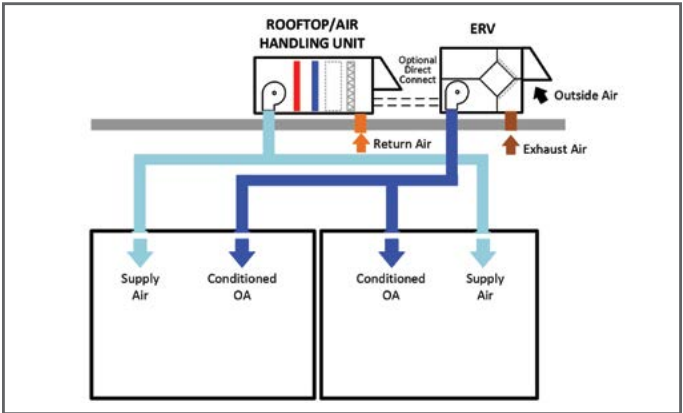 ROOFTOP/AIR
HANDLING UNIT
ERV
Optional
Direct
Connect
Outside Air
Return Air
Exhaust Air
Supply
Air
Conditioned
OA
Conditioned
OA
Supply
Air